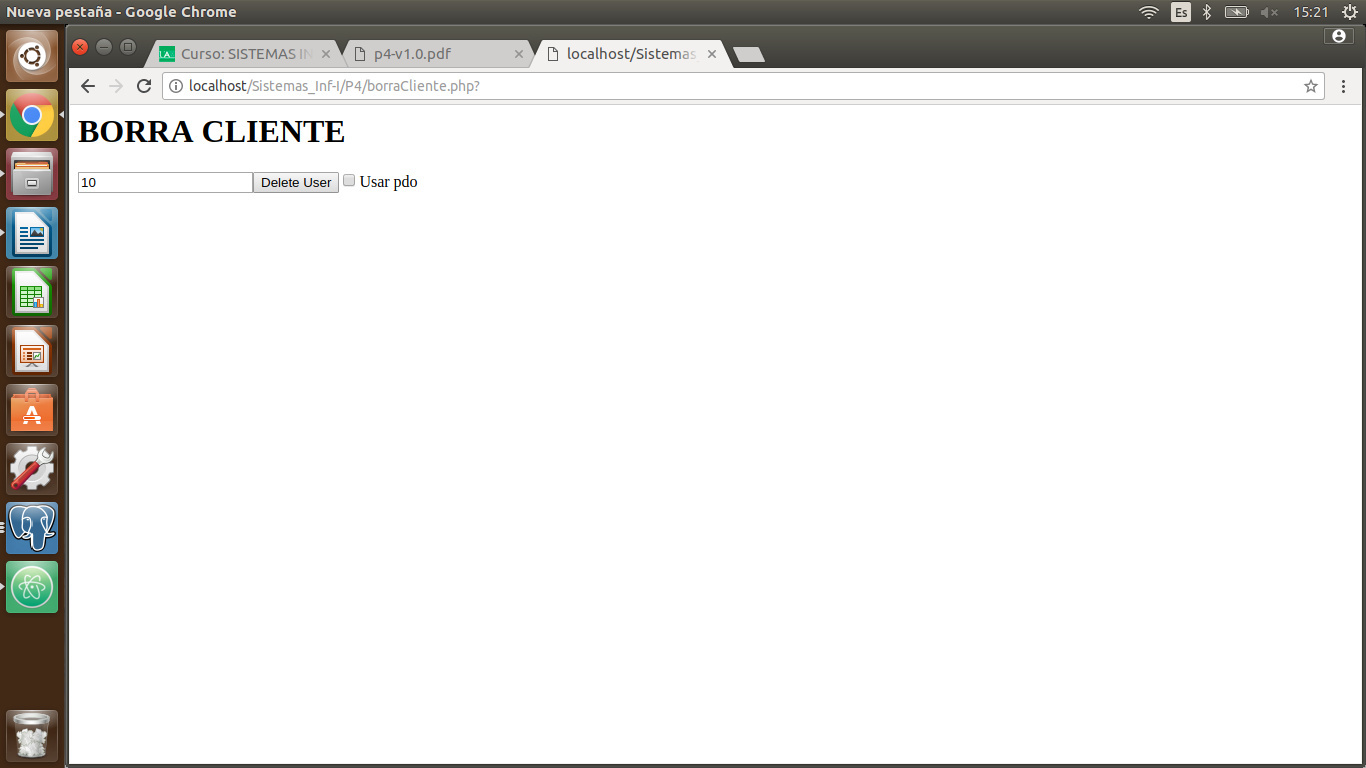 Nueva pestaña - Google Chrome
Es
15:21
Curso: SISTEMAS IN
p4-v1.0.pdf
localhost/Sistemas
localhost/Sistemas_Inf-I/P4/borraCliente.php?
BORRA CLIENTE
10
Delete User
Usar pdo